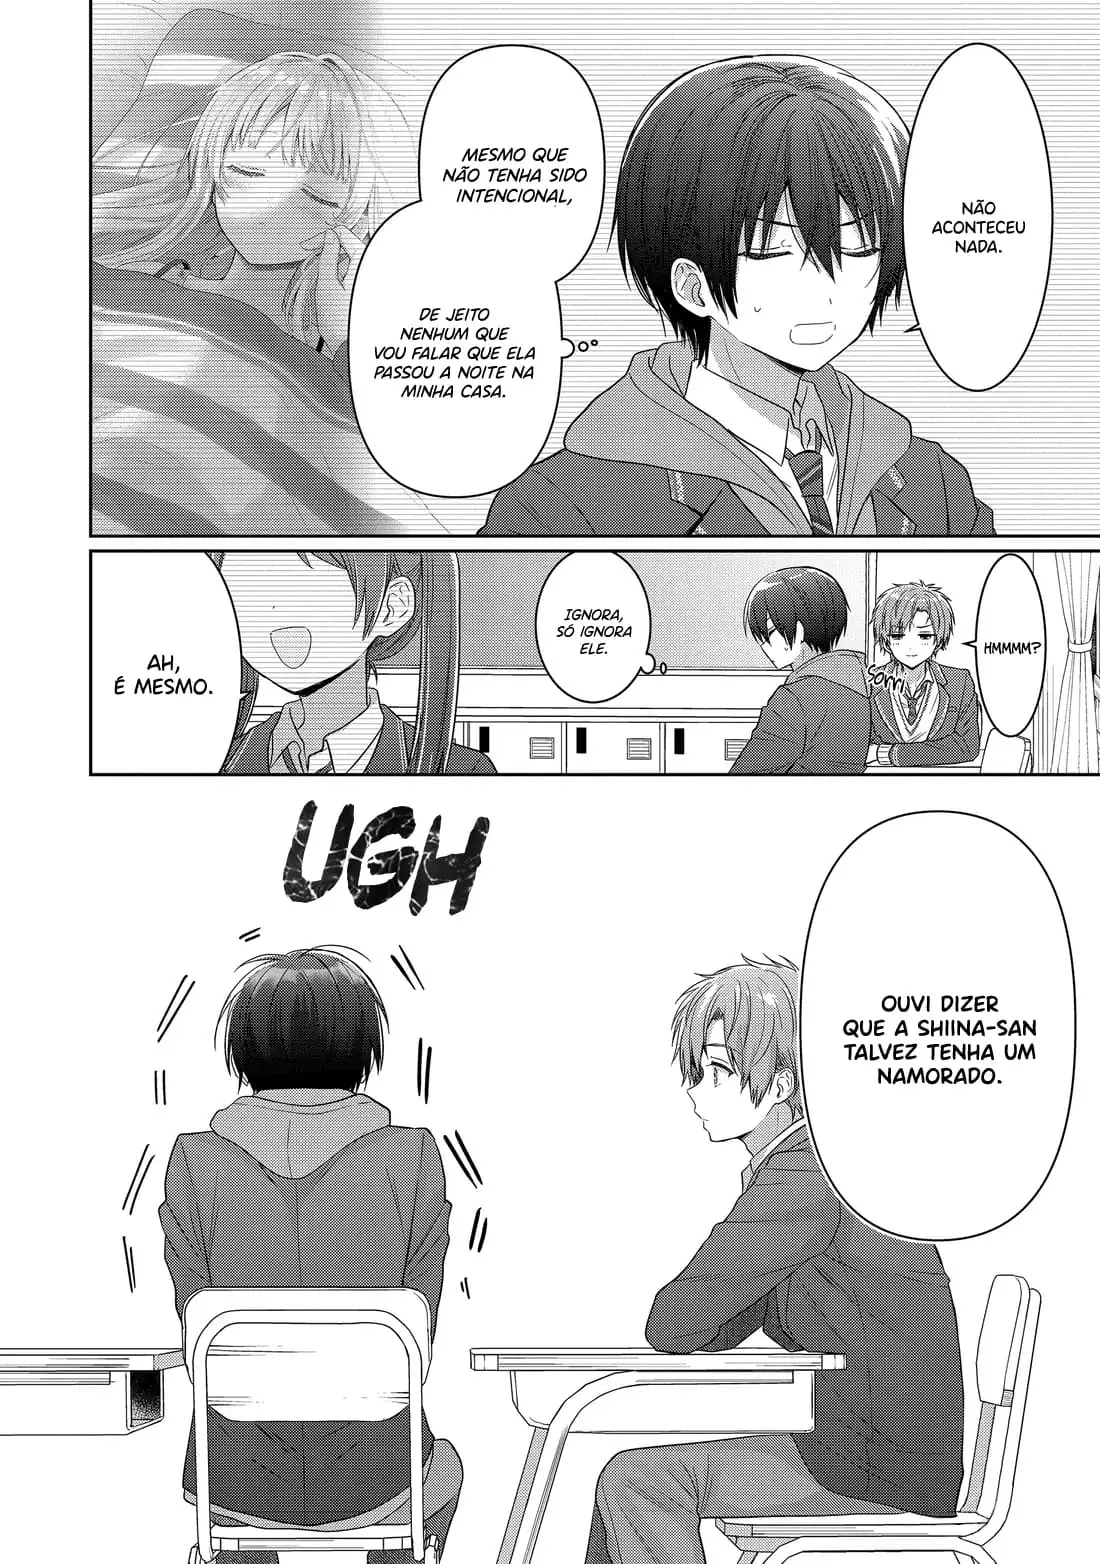 NÃO
ACONTECEU
NADA.
MESMO QUE
NÃO TENHA SIDO
INTENCIONAL,
DE JEITO
NENHUM QUE
VOU FALAR QUE ELA
PASSOU A NOITE NA
MINHA CASA.
HMMMM?
Sorri
IGNORA,
SÓ IGNORA
ELE.
AH,
É MESMO.
OUVI DIZER
QUE A SHIINA-SAN
TALVEZ TENHA UM
NAMORADO.
UGH